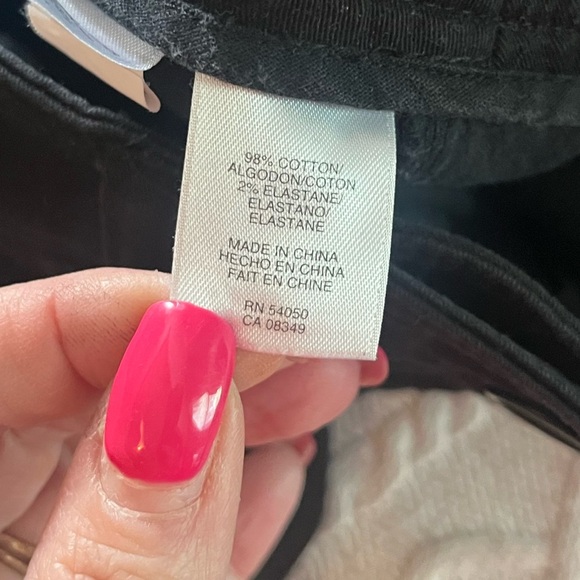 98% COTTON/
ALGODON/COTON
2% ELASTANE/
ELASTANO/
ELASTANE
MADE IN CHINA
HECHO EN CHINA
FAIT EN CHINE
RN 54050
CA 08349